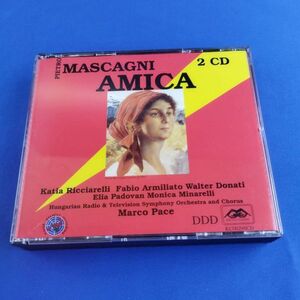 PIETRO
MASCAGNI
2 CD
AMICA
Katia Ricciarelli Fabio Armiliato Walter Donati
Elia Padovan Monica Minarelli
Hungarian Radio & Television Symphony Orchestra and Chorus
Marco Pace
DDD